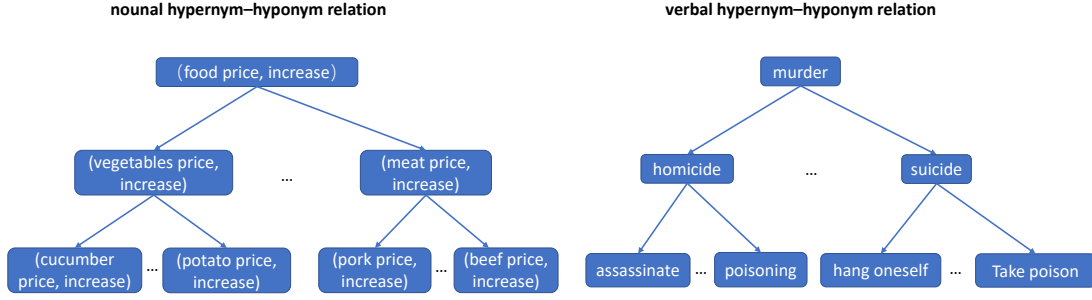 nounal hypernym–hyponym relation
verbal hypernym–hyponym relation
(food price, increase)
murder
(vegetables price,
increase)
...
(meat price,
increase)
homicide
...
suicide
(cucumber
price, increase)
...
(potato price,
increase)
(pork price,
increase)
...
(beef price,
increase)
assassinate
...
poisoning
hang oneself
...
Take poison